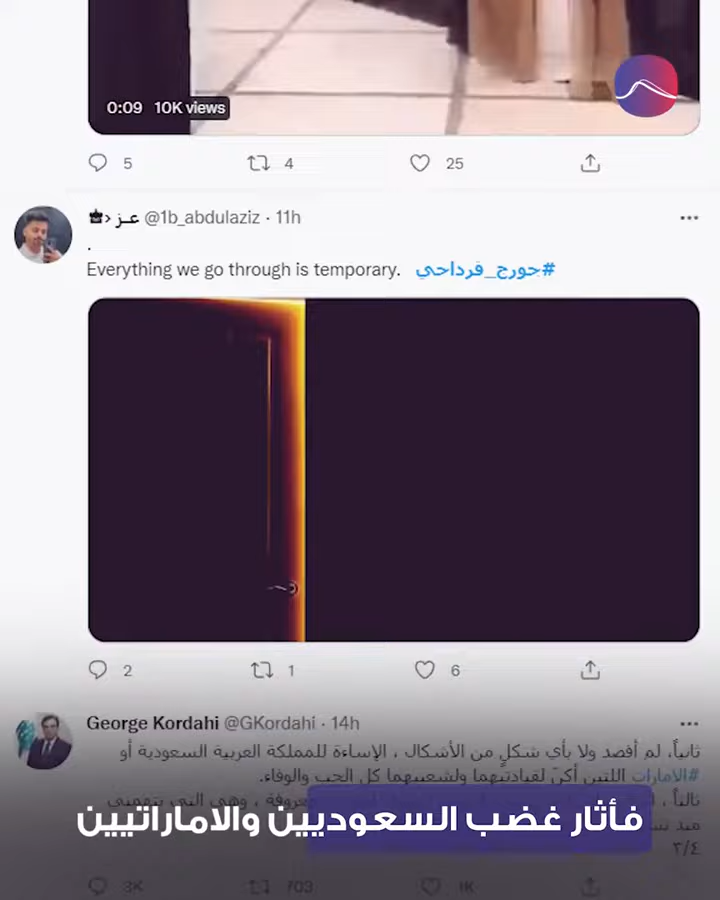 0:09 10K views
5 4 25
عـز @1b_abdulaziz · 11h
.
Everything we go through is temporary. #جورج_قرداحي
2 1 6
George Kordahi @GKordahi · 14h
ثانياً، لم أقصد ولا بأي شكلٍ من الأشكال ، الإساءة للمملكة العربية السعودية أو
#الامارات اللتين أكنّ لقيادتيهما ولشعبيهما كل الحب والوفاء.
ثالثاً ،
فأثار غضب السعوديين والاماراتيين
٢/٤
3K 703 1K